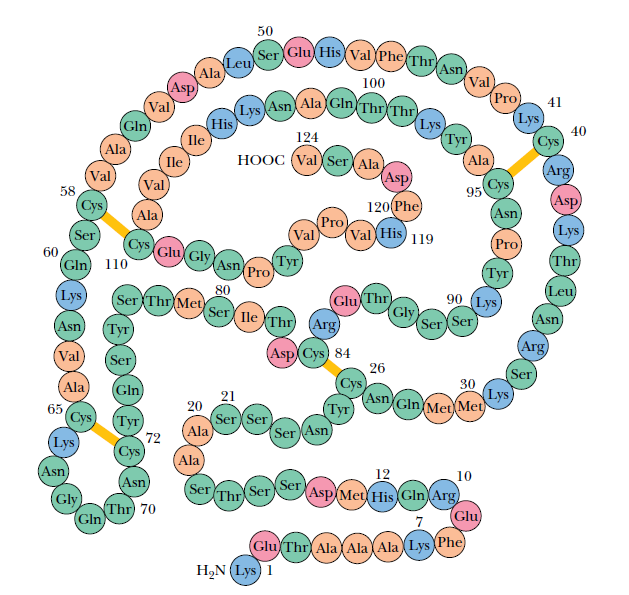 H₂N Lys 1
Glu Thr Ala Ala Ala Lys 7 Phe
Glu
Arg 10 Gln His 12 Met Asp Ser Ser Thr Ser
Ala
Ala 20
Ser 21 Ser Ser Asn Tyr
Cys 26
Asn Gln Met Met 30 Lys
Ser
Arg
Asn
Leu
Thr
Lys
Asp
Arg
Cys 40
Lys 41
Pro
Val
Asn Thr Phe Val His Glu Ser 50 Leu Ala Asp Val Gln
Ala
Val
Cys 58
Ser
Gln 60
Lys
Asn
Val
Ala
Cys 65
Lys
Asn
Gly
Gln
Thr 70
Asn
Cys 72
Tyr
Gln
Ser
Tyr
Ser Thr Met Ser 80 Ile Thr
Asp Cys 84
Arg
Glu Thr Gly Ser Ser 90 Lys
Tyr
Pro
Asn
Cys 95
Ala
Tyr Lys Thr Thr 100 Gln Ala Asn Lys His
Ile
Ile
Val
Ala
Cys 110
Glu Gly Asn Pro Tyr Val Pro Val His 119
Phe 120
Asp
Ala Ser Val 124 HOOC